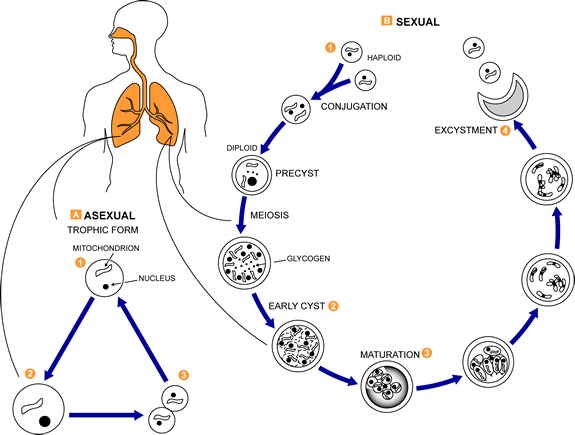 B SEXUAL
1
HAPLOID
CONJUGATION
EXCYSTMENT 4
DIPLOID
PRECYST
MEIOSIS
A ASEXUAL
TROPHIC FORM
MITOCHONDRION
1
NUCLEUS
GLYCOGEN
EARLY CYST 2
MATURATION 3
2
3